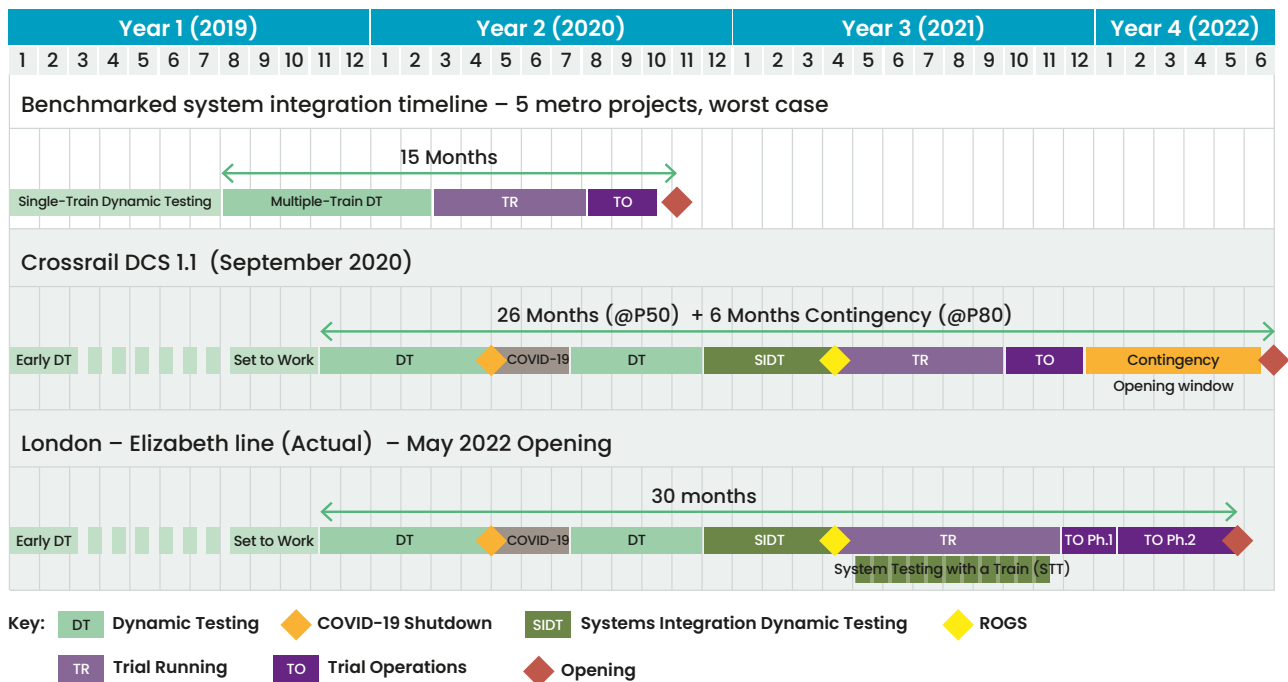 Year 1 (2019) Year 2 (2020) Year 3 (2021) Year 4 (2022)
1 2 3 4 5 6 7 8 9 10 11 12 1 2 3 4 5 6 7 8 9 10 11 12 1 2 3 4 5 6 7 8 9 10 11 12 1 2 3 4 5 6
Benchmarked system integration timeline – 5 metro projects, worst case
15 Months
Single-Train Dynamic Testing Multiple-Train DT TR TO
Crossrail DCS 1.1 (September 2020)
26 Months (@P50) + 6 Months Contingency (@P80)
Early DT Set to Work DT COVID-19 DT SIDT TR TO Contingency
Opening window
London – Elizabeth line (Actual) – May 2022 Opening
30 months
Early DT Set to Work DT COVID-19 DT SIDT TR TO Ph.1 TO Ph.2
System Testing with a Train (STT)
Key: DT Dynamic Testing COVID-19 Shutdown SIDT Systems Integration Dynamic Testing ROGS
TR Trial Running TO Trial Operations Opening